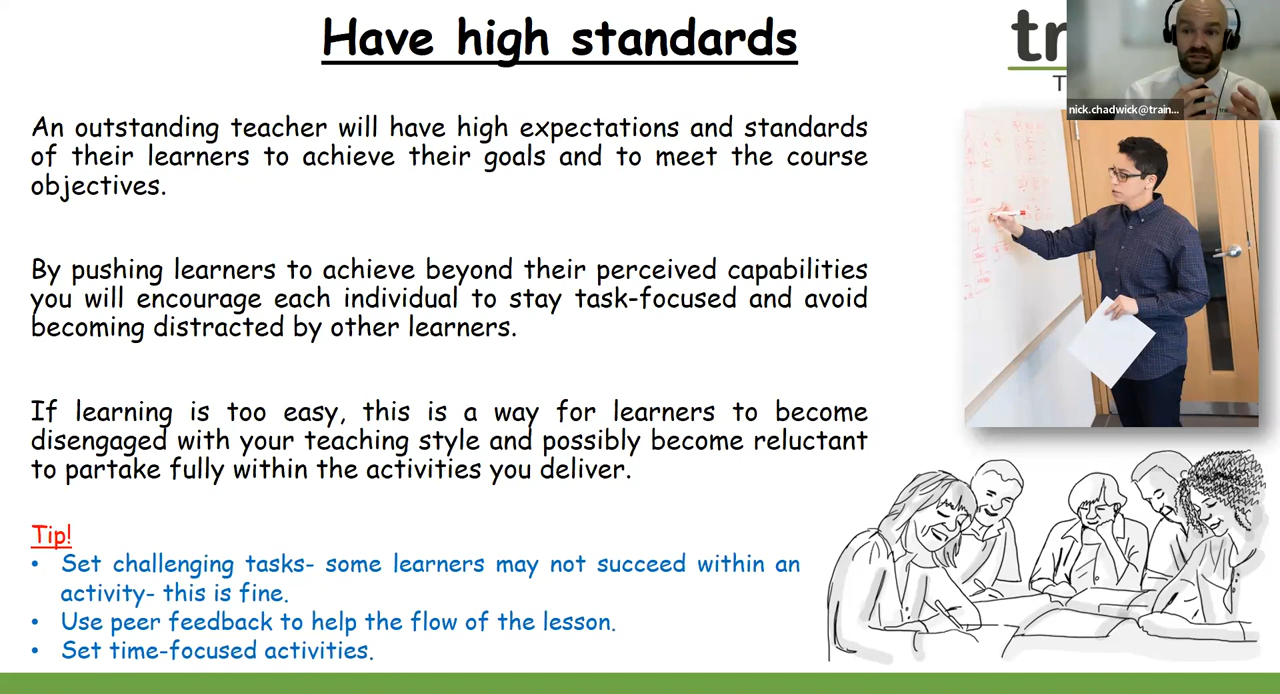 Have high standards
tr
T
nick.chadwick@train...
An outstanding teacher will have high expectations and standards
of their learners to achieve their goals and to meet the course
objectives.
By pushing learners to achieve beyond their perceived capabilities
you will encourage each individual to stay task-focused and avoid
becoming distracted by other learners.
If learning is too easy, this is a way for learners to become
disengaged with your teaching style and possibly become reluctant
to partake fully within the activities you deliver.
Tip!
• Set challenging tasks- some learners may not succeed within an
activity- this is fine.
• Use peer feedback to help the flow of the lesson.
• Set time-focused activities.